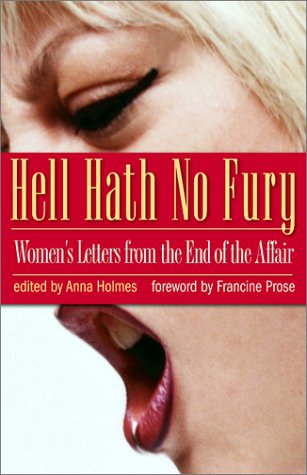 Hell Hath No Fury
Women's Letters from the End of the Affair
edited by Anna Holmes foreword by Francine Prose